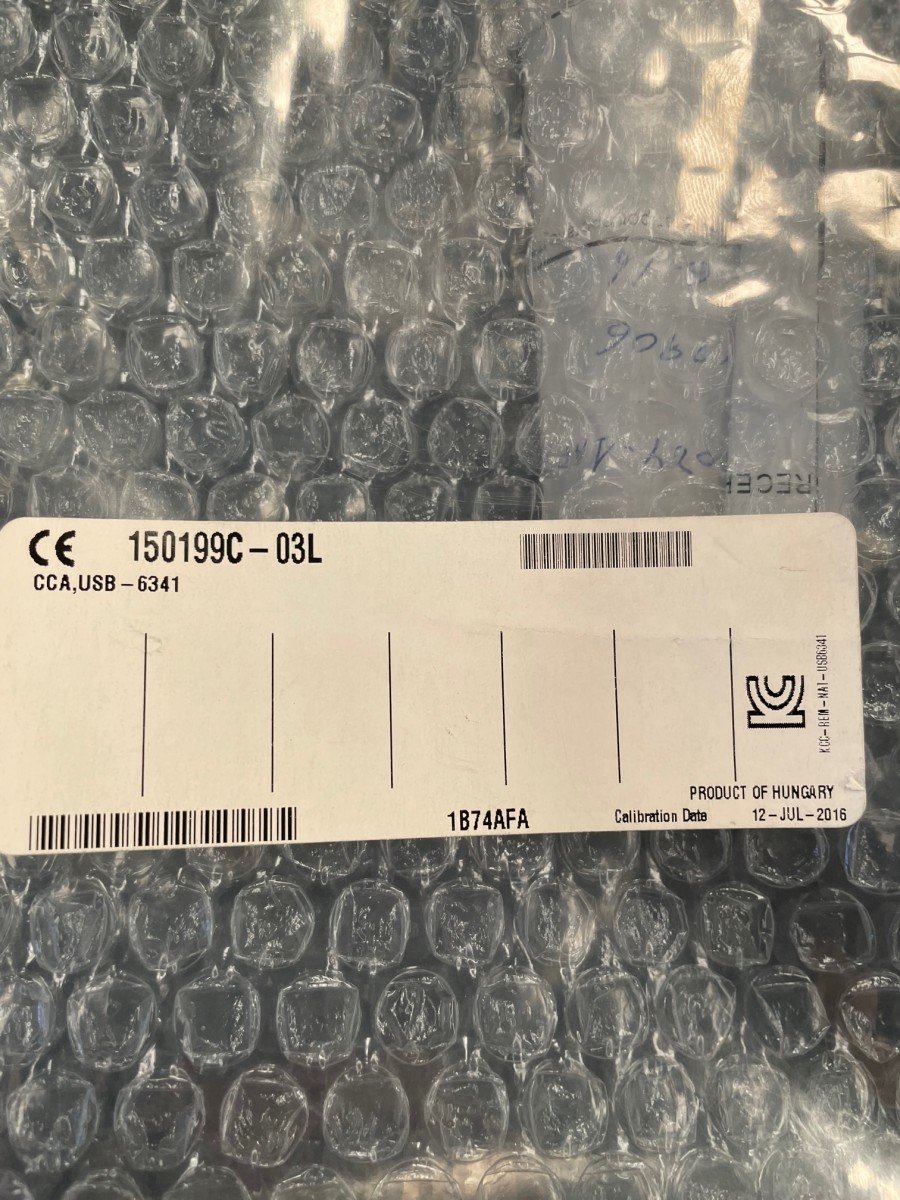 CE 150199C-03L
CCA,USB-6341
KCC-REM-NAT-USB6341
PRODUCT OF HUNGARY
1B74AFA Calibration Date 12-JUL-2016